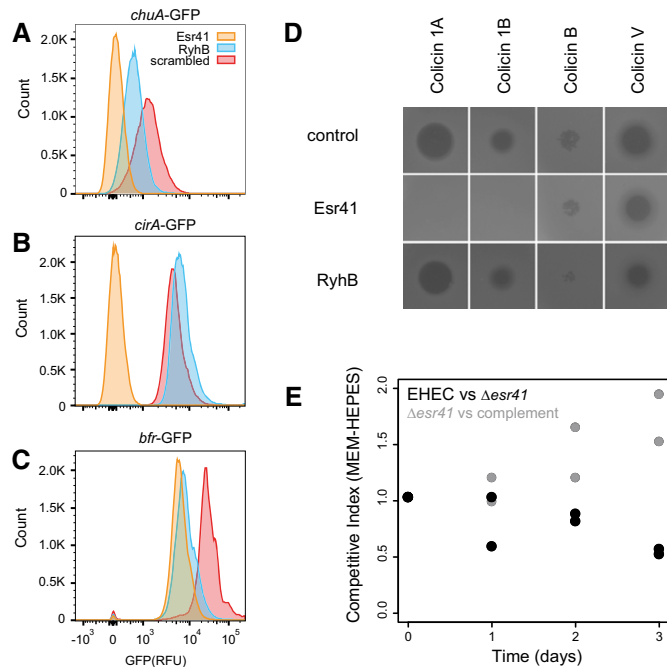 A
chuA-GFP
Esr41
RyhB
scrambled
2.0K
1.5K
1.0K
0.5K
0
Count
0
10³
10⁴
10⁵
B
cirA-GFP
2.0K
1.5K
1.0K
0.5K
0
Count
C
bfr-GFP
2.0K
1.5K
1.0K
0.5K
0
Count
-10³
0
10³
10⁴
10⁵
GFP(RFU)
D
Colicin 1A
Colicin 1B
Colicin B
Colicin V
control
Esr41
RyhB
E
EHEC vs Δesr41
Δesr41 vs complement
Competitive Index (MEM-HEPES)
2.0
1.5
1.0
0.5
0.0
0
1
2
3
Time (days)